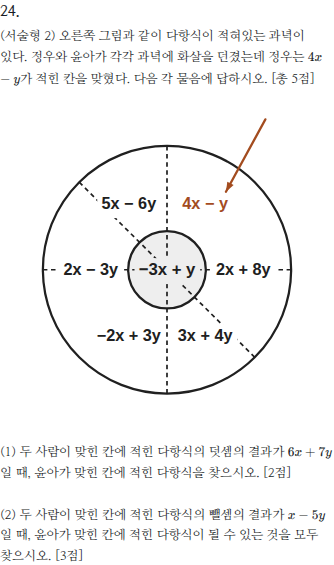 24.
(서술형 2) 오른쪽 그림과 같이 다항식이 적혀있는 과녁이
있다. 정우와 윤아가 각각 과녁에 화살을 던졌는데 정우는 4x
− y가 적힌 칸을 맞혔다. 다음 각 물음에 답하시오. [총 5점]
5x − 6y 4x − y
2x − 3y −3x + y 2x + 8y
−2x + 3y 3x + 4y
(1) 두 사람이 맞힌 칸에 적힌 다항식의 덧셈의 결과가 6x + 7y
일 때, 윤아가 맞힌 칸에 적힌 다항식을 찾으시오. [2점]
(2) 두 사람이 맞힌 칸에 적힌 다항식의 뺄셈의 결과가 x − 5y
일 때, 윤아가 맞힌 칸에 적힌 다항식이 될 수 있는 것을 모두
찾으시오. [3점]